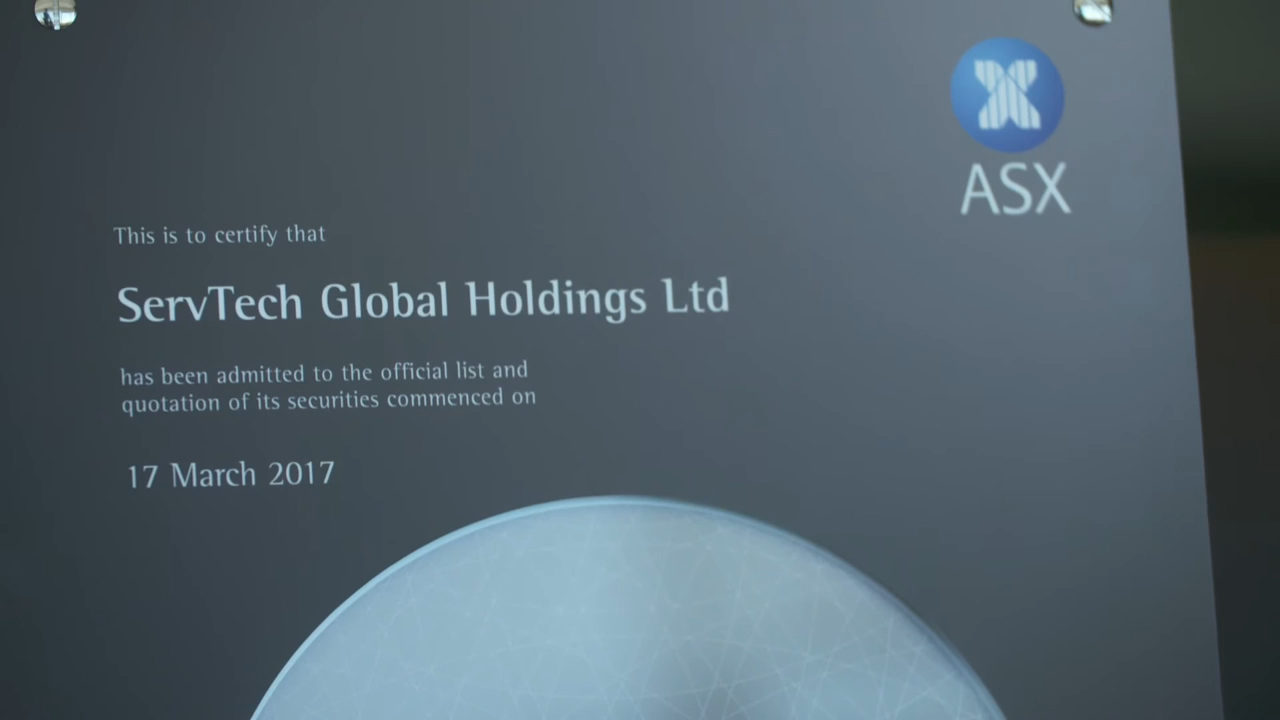 ASX
This is to certify that
ServTech Global Holdings Ltd
has been admitted to the official list and
quotation of its securities commenced on
17 March 2017